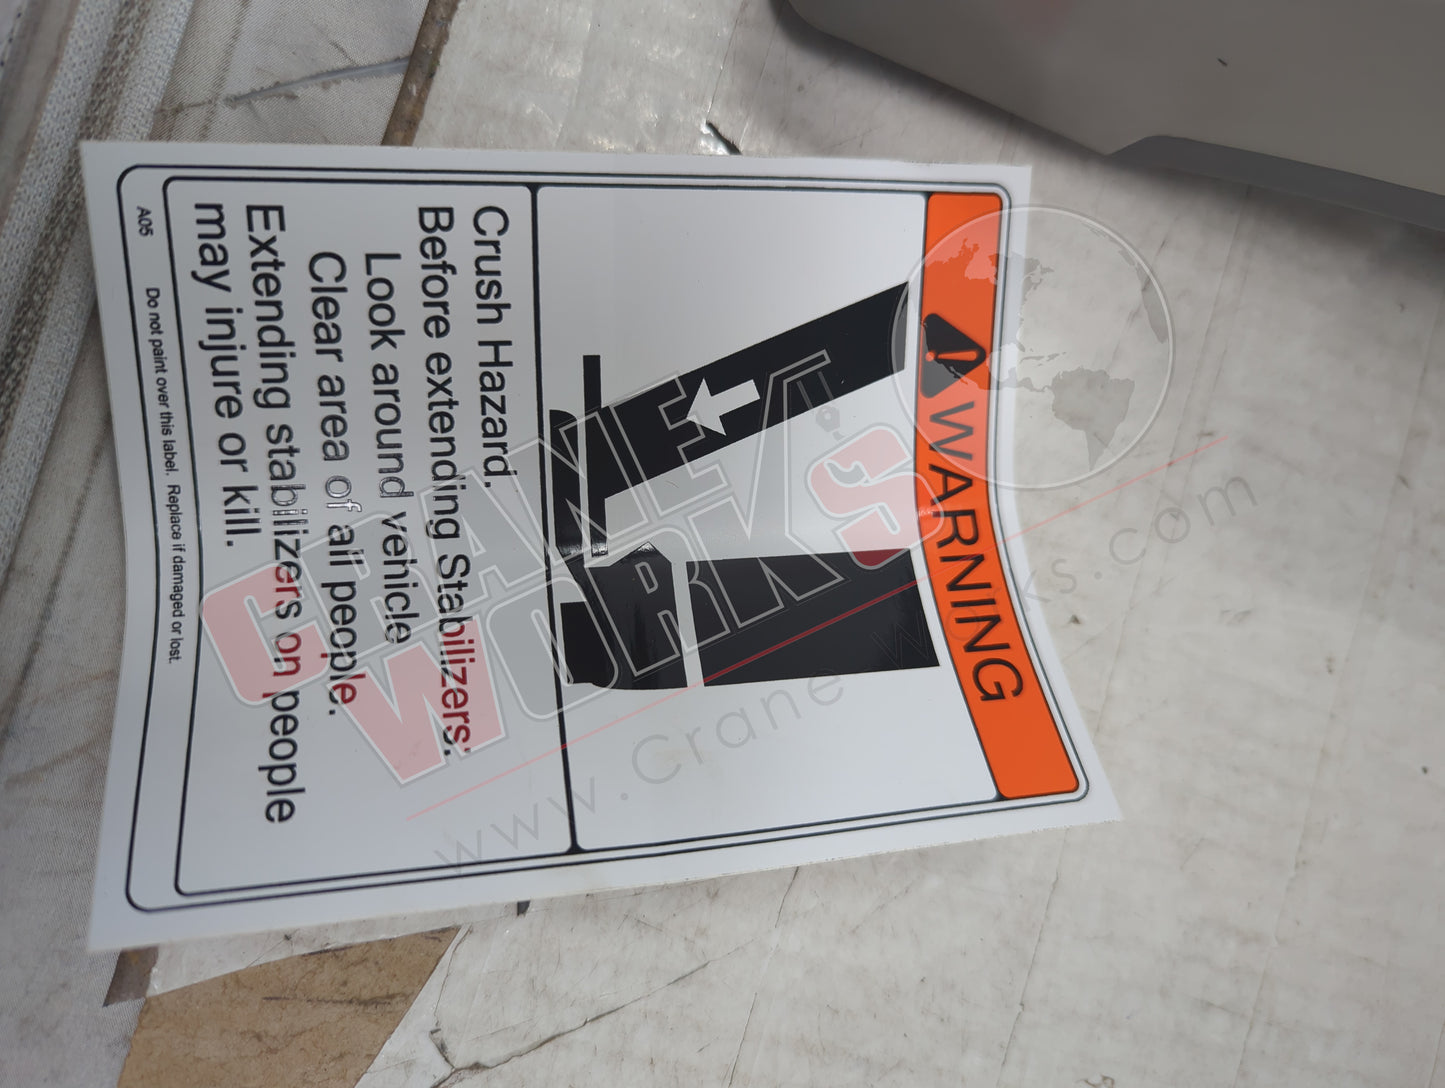 WARNING
Crush Hazard.
Before extending Stabilizers:
Look around vehicle
Clear area of all people.
Extending stabilizers on people
may injure or kill.
A05 Do not paint over this label. Replace if damaged or lost.
CRANE
WORKS
www.Crane works.com